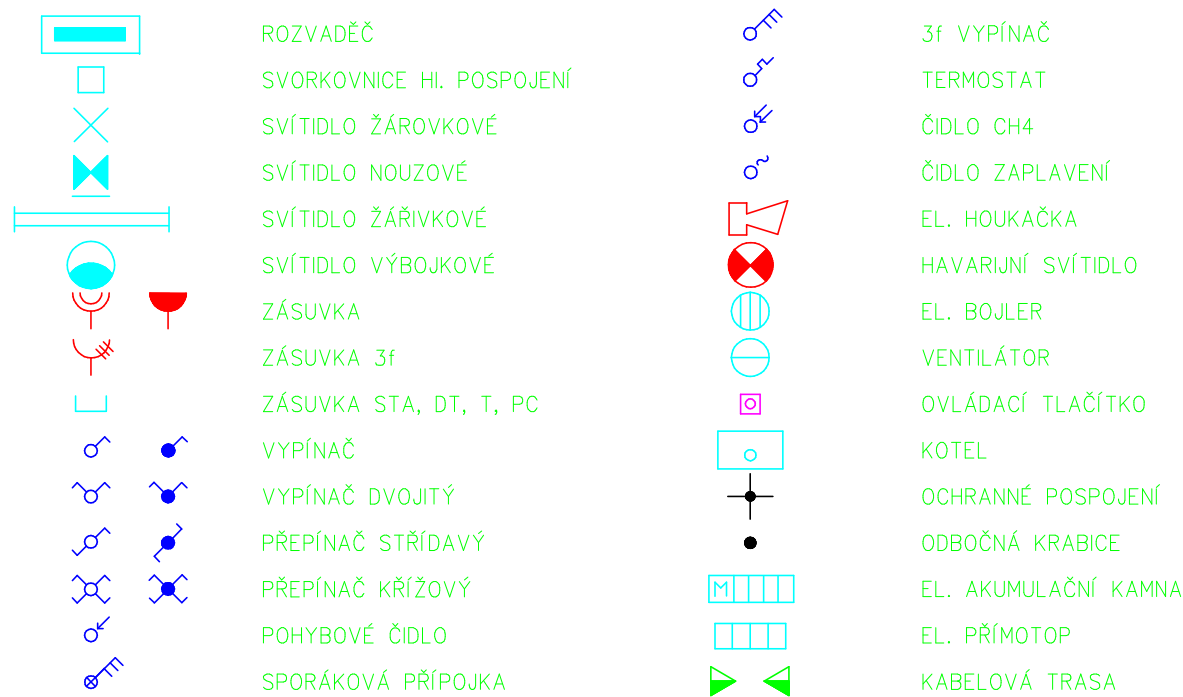 ROZVADĚČ
SVORKOVNICE Hl. POSPOJENÍ
SVÍTIDLO ŽÁROVKOVÉ
SVÍTIDLO NOUZOVÉ
SVÍTIDLO ŽÁŘIVKOVÉ
SVÍTIDLO VÝBOJKOVÉ
ZÁSUVKA
ZÁSUVKA 3f
ZÁSUVKA STA, DT, T, PC
VYPÍNAČ
VYPÍNAČ DVOJITÝ
PŘEPÍNAČ STŘÍDAVÝ
PŘEPÍNAČ KŘÍŽOVÝ
POHYBOVÉ ČIDLO
SPORÁKOVÁ PŘÍPOJKA
3f VYPÍNAČ
TERMOSTAT
ČIDLO CH4
ČIDLO ZAPLAVENÍ
EL. HOUKAČKA
HAVARIJNÍ SVÍTIDLO
EL. BOJLER
VENTILÁTOR
OVLÁDACÍ TLAČÍTKO
KOTEL
OCHRANNÉ POSPOJENÍ
ODBOČNÁ KRABICE
M
EL. AKUMULAČNÍ KAMNA
EL. PŘÍMOTOP
KABELOVÁ TRASA